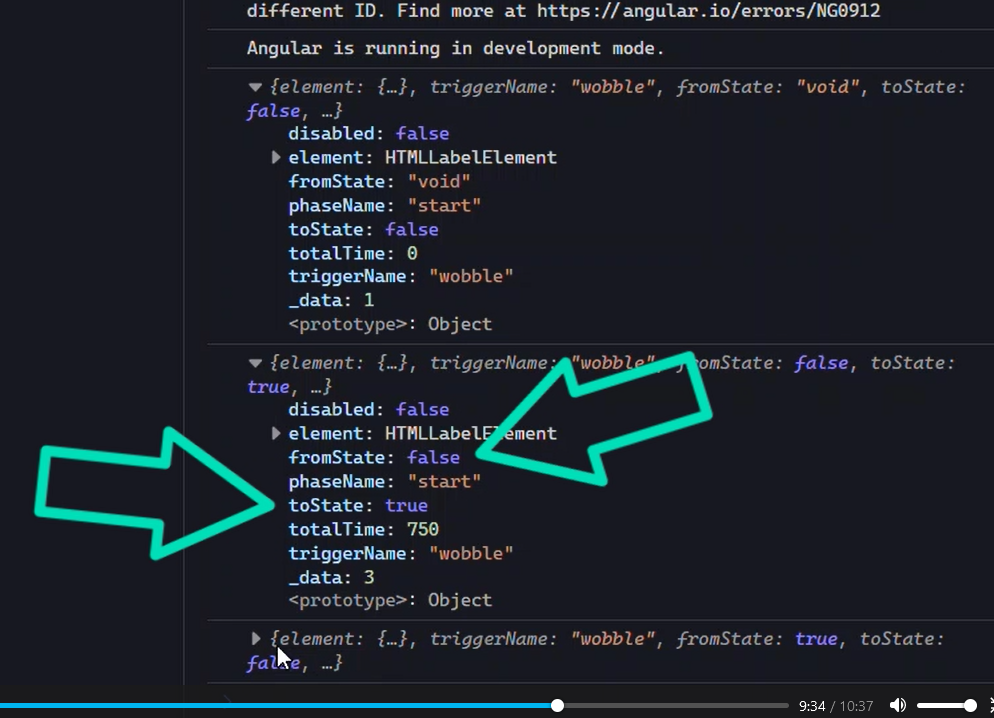 different ID. Find more at https://angular.io/errors/NG0912
Angular is running in development mode.
{element: {…}, triggerName: "wobble", fromState: "void", toState:
false, …}
disabled: false
element: HTMLLabelElement
fromState: "void"
phaseName: "start"
toState: false
totalTime: 0
triggerName: "wobble"
_data: 1
<prototype>: Object
{element: {…}, triggerName: "wobble", fromState: false, toState:
true, …}
disabled: false
element: HTMLLabelElement
fromState: false
phaseName: "start"
toState: true
totalTime: 750
triggerName: "wobble"
_data: 3
<prototype>: Object
{element: {…}, triggerName: "wobble", fromState: true, toState:
false, …}
9:34 / 10:37